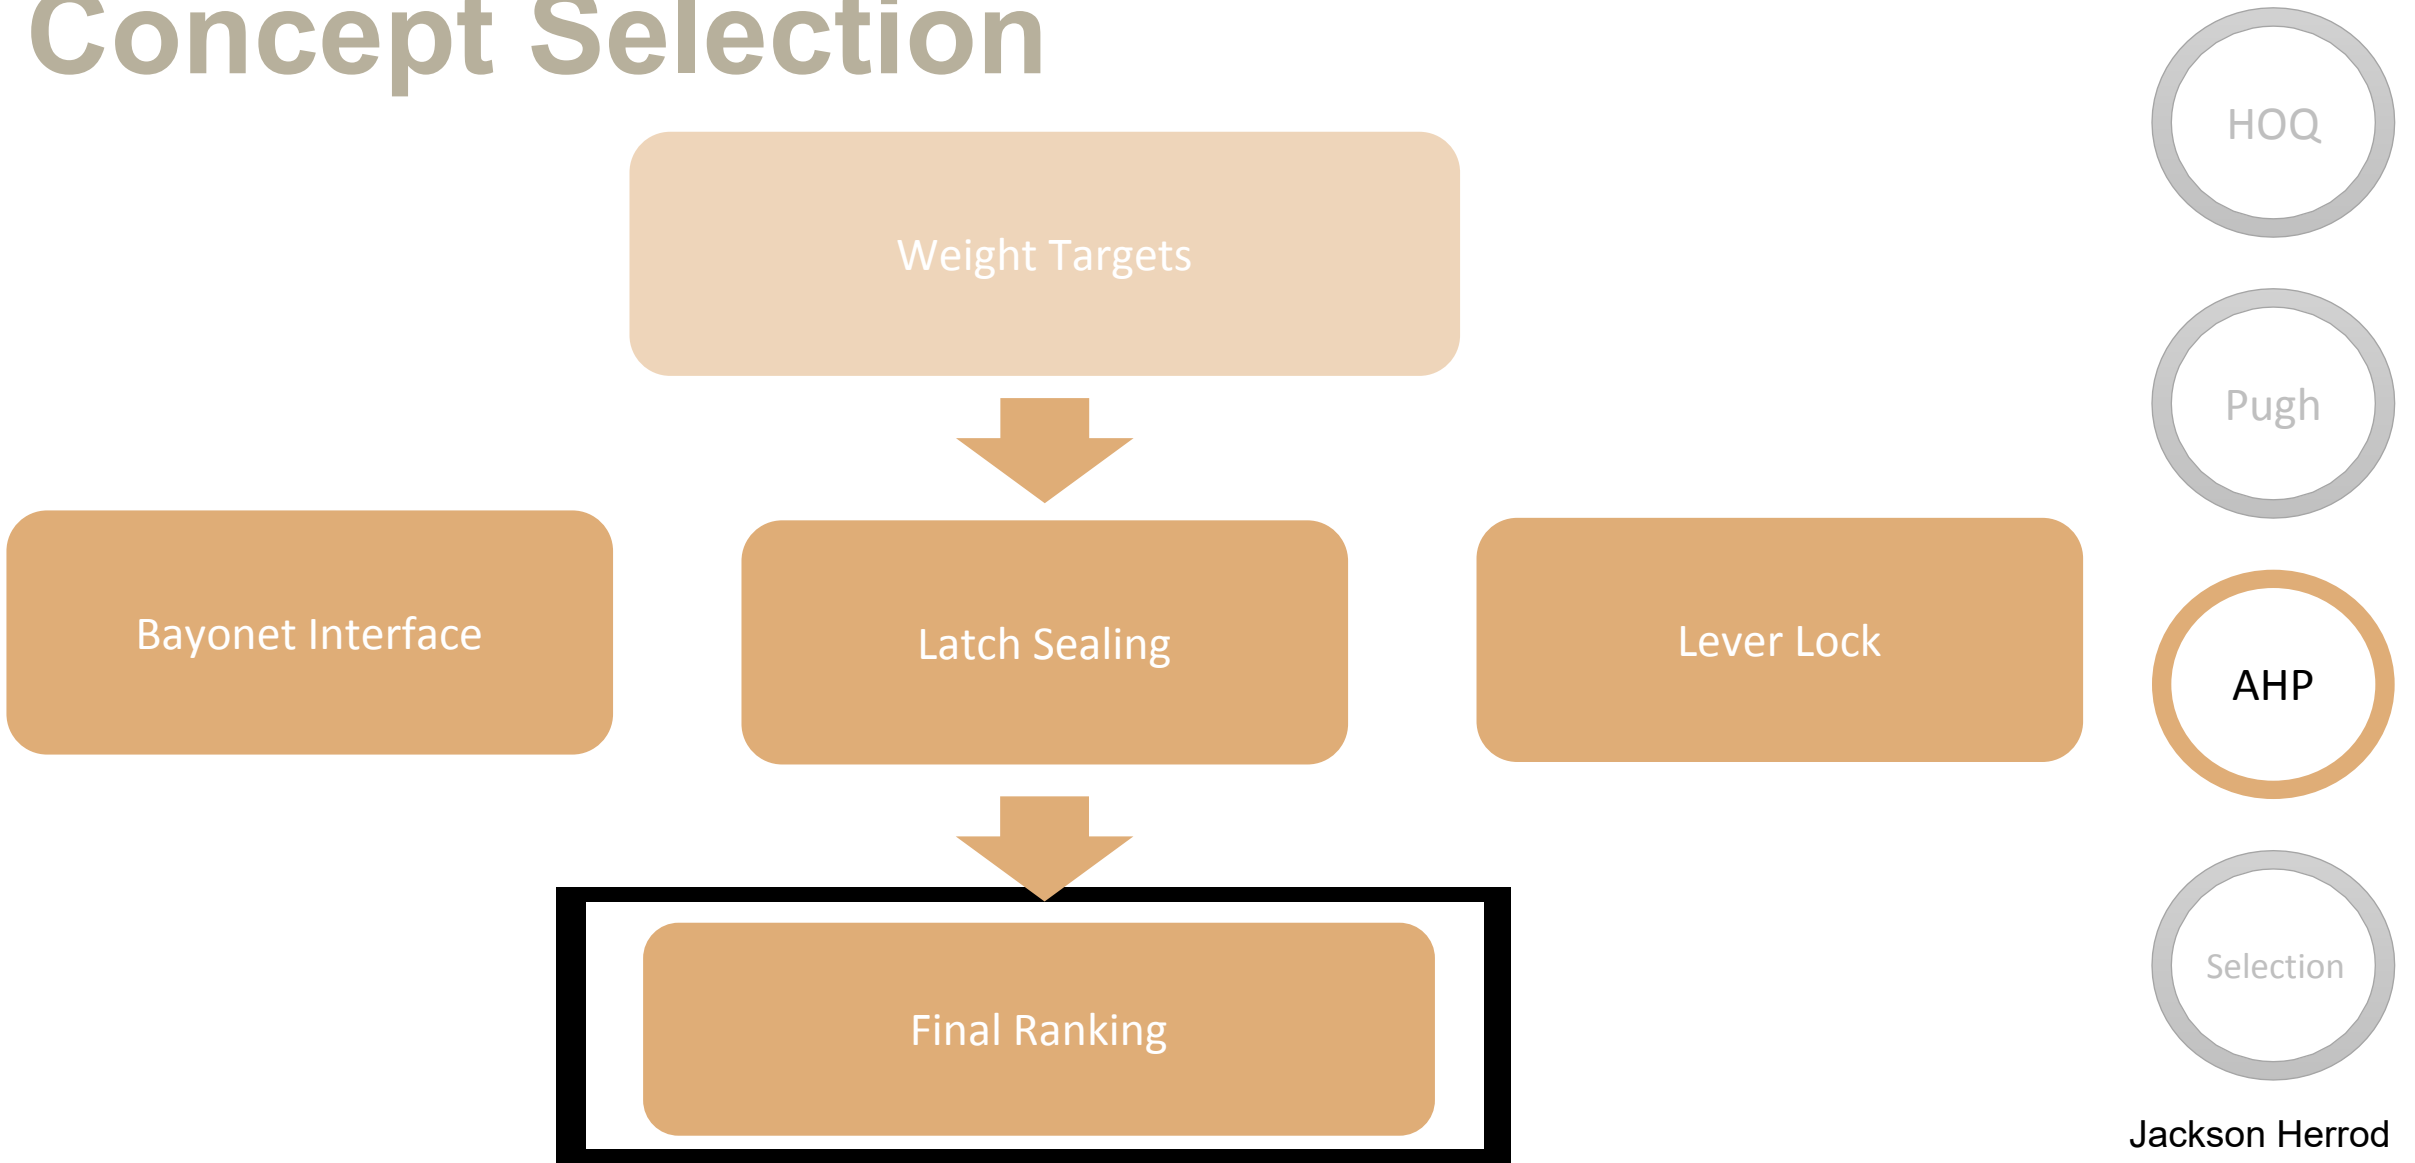 Concept Selection
Weight Targets
Bayonet Interface
Latch Sealing
Lever Lock
Final Ranking
HOQ
Pugh
AHP
Selection
Jackson Herrod